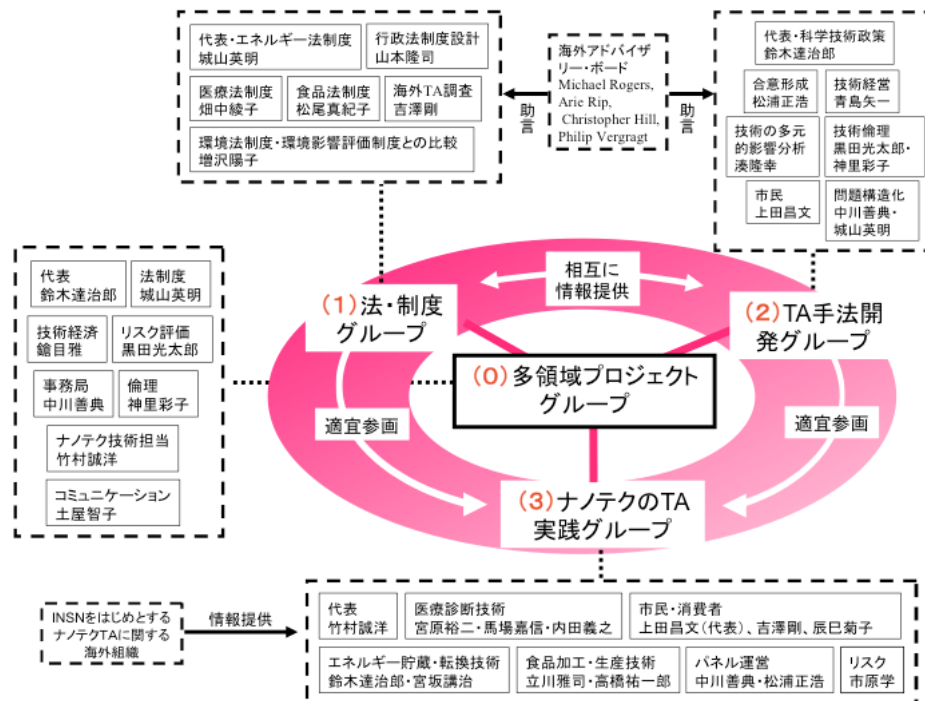 代表・エネルギー法制度
城山英明
行政法制度設計
山本隆司
医療法制度
畑中綾子
食品法制度
松尾真紀子
海外TA調査
吉澤剛
環境法制度・環境影響評価制度との比較
増沢陽子
海外アドバイザ
リー・ボード
Michael Rogers,
Arie Rip,
Christopher Hill,
Philip Vergragt
助言
助言
代表・科学技術政策
鈴木達治郎
合意形成
松浦正浩
技術経営
青島矢一
技術の多元
的影響分析
湊隆幸
技術倫理
黒田光太郎・
神里彩子
市民
上田昌文
問題構造化
中川善典・
城山英明
代表
鈴木達治郎
法制度
城山英明
技術経済
鎗目雅
リスク評価
黒田光太郎
事務局
中川善典
倫理
神里彩子
ナノテク技術担当
竹村誠洋
コミュニケーション
土屋智子
相互に
情報提供
(1)法・制度
グループ
(2)TA手法開
発グループ
(0)多領域プロジェクト
グループ
適宜参画
適宜参画
(3)ナノテクのTA
実践グループ
INSNをはじめとする
ナノテクTAに関する
海外組織
情報提供
代表
竹村誠洋
医療診断技術
宮原裕二・馬場嘉信・内田義之
市民・消費者
上田昌文(代表)、吉澤剛、辰巳菊子
エネルギー貯蔵・転換技術
鈴木達治郎・宮坂講治
食品加工・生産技術
立川雅司・高橋祐一郎
パネル運営
中川善典・松浦正浩
リスク
市原学